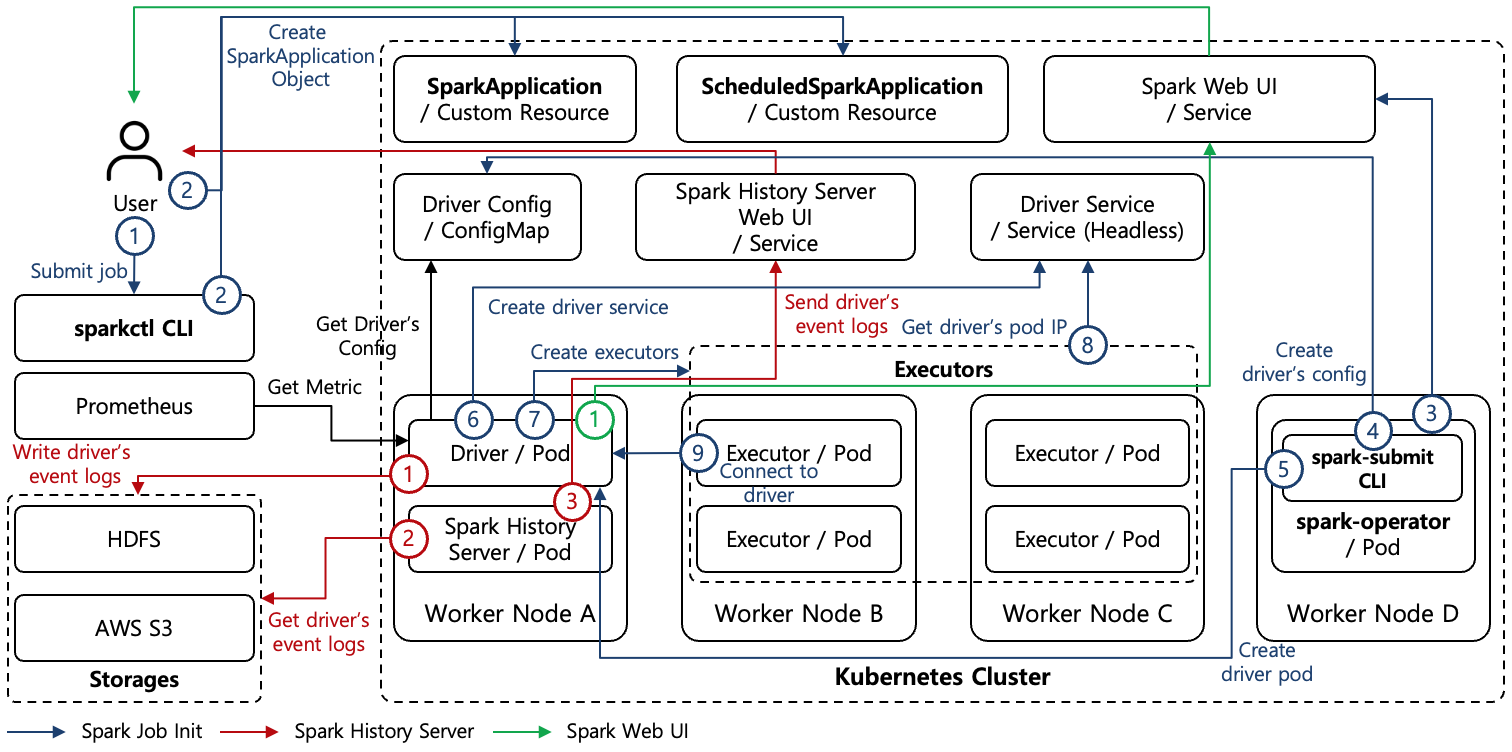 Create
SparkApplication
Object
SparkApplication
/ Custom Resource
ScheduledSparkApplication
/ Custom Resource
Spark Web UI
/ Service
User
2
1
Submit job
2
sparkctl CLI
Driver Config
/ ConfigMap
Spark History Server
Web UI
/ Service
Driver Service
/ Service (Headless)
Create driver service
Send driver's
event logs
Get driver's pod IP
8
Get Driver's
Config
Create executors
Executors
Create
driver's config
Prometheus
Get Metric
6
7
1
3
4
Driver / Pod
1
9
Executor / Pod
Connect to
driver
Executor / Pod
5
spark-submit
CLI
spark-operator
/ Pod
Write driver's
event logs
3
HDFS
2
Spark History
Server / Pod
Executor / Pod
Executor / Pod
AWS S3
Get driver's
event logs
Storages
Worker Node A
Worker Node B
Worker Node C
Worker Node D
Create
driver pod
Kubernetes Cluster
Spark Job Init
Spark History Server
Spark Web UI